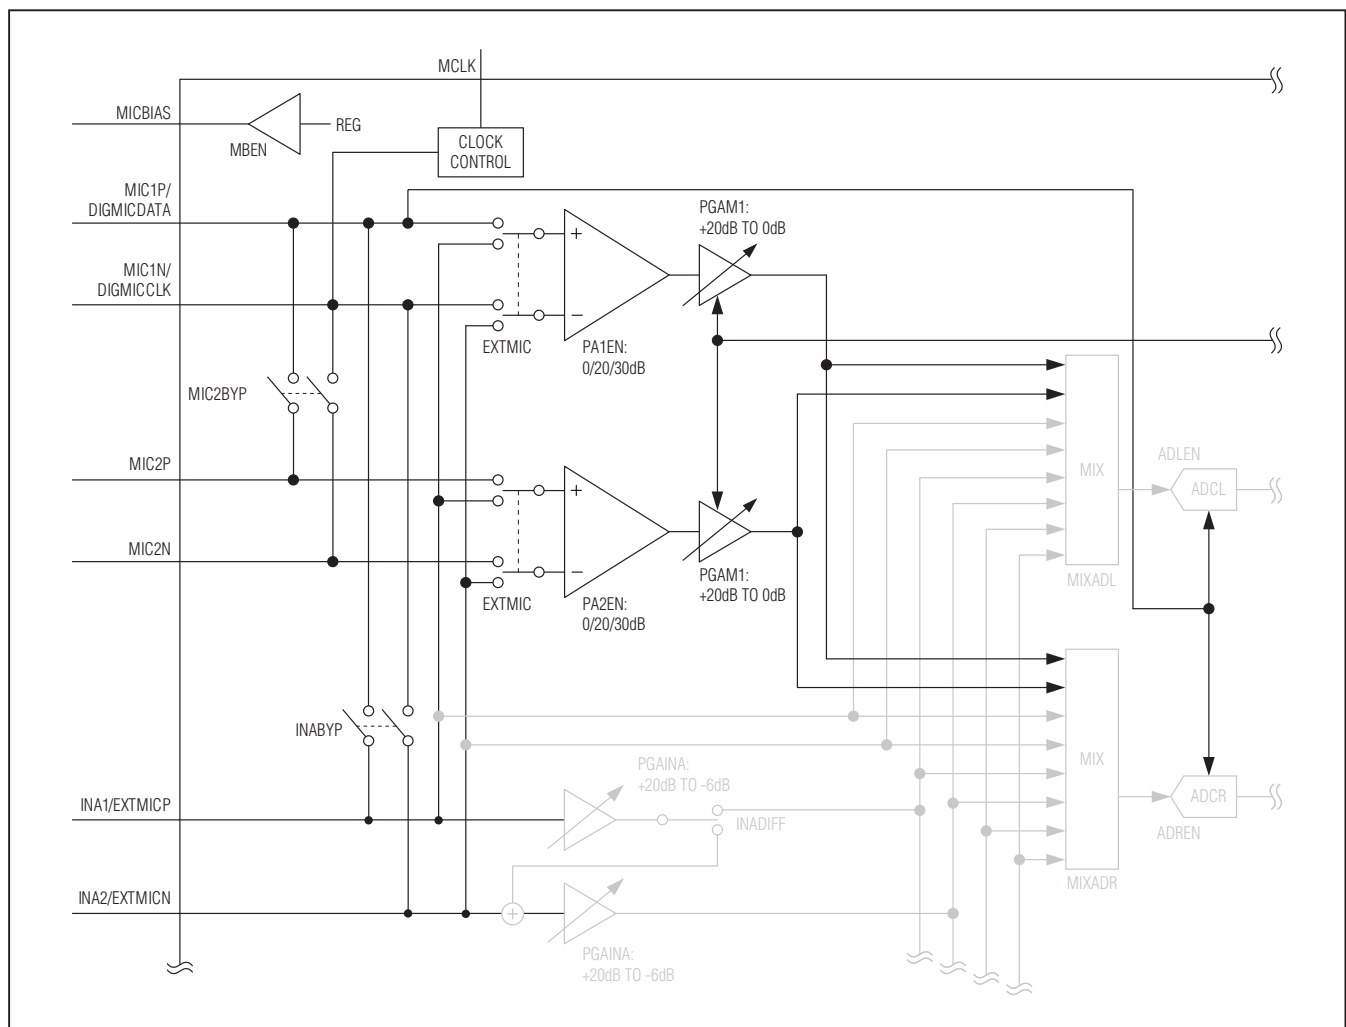 MCLK
MICBIAS
REG
MBEN
CLOCK
CONTROL
MIC1P/
DIGMICDATA
PGAM1:
+20dB TO 0dB
+
MIC1N/
DIGMICCLK
−
EXTMIC
PA1EN:
0/20/30dB
MIC2BYP
MIC2P
+
MIX
ADLEN
ADCL
MIC2N
−
EXTMIC
PA2EN:
0/20/30dB
PGAM1:
+20dB TO 0dB
MIXADL
INABYP
PGAINA:
+20dB TO -6dB
MIX
INA1/EXTMICP
INADIFF
ADCR
ADREN
INA2/EXTMICN
+
MIXADR
PGAINA:
+20dB TO -6dB